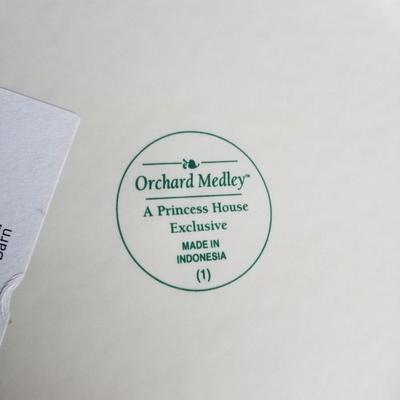 Orchard Medley™
A Princess House
Exclusive
MADE IN
INDONESIA
(1)